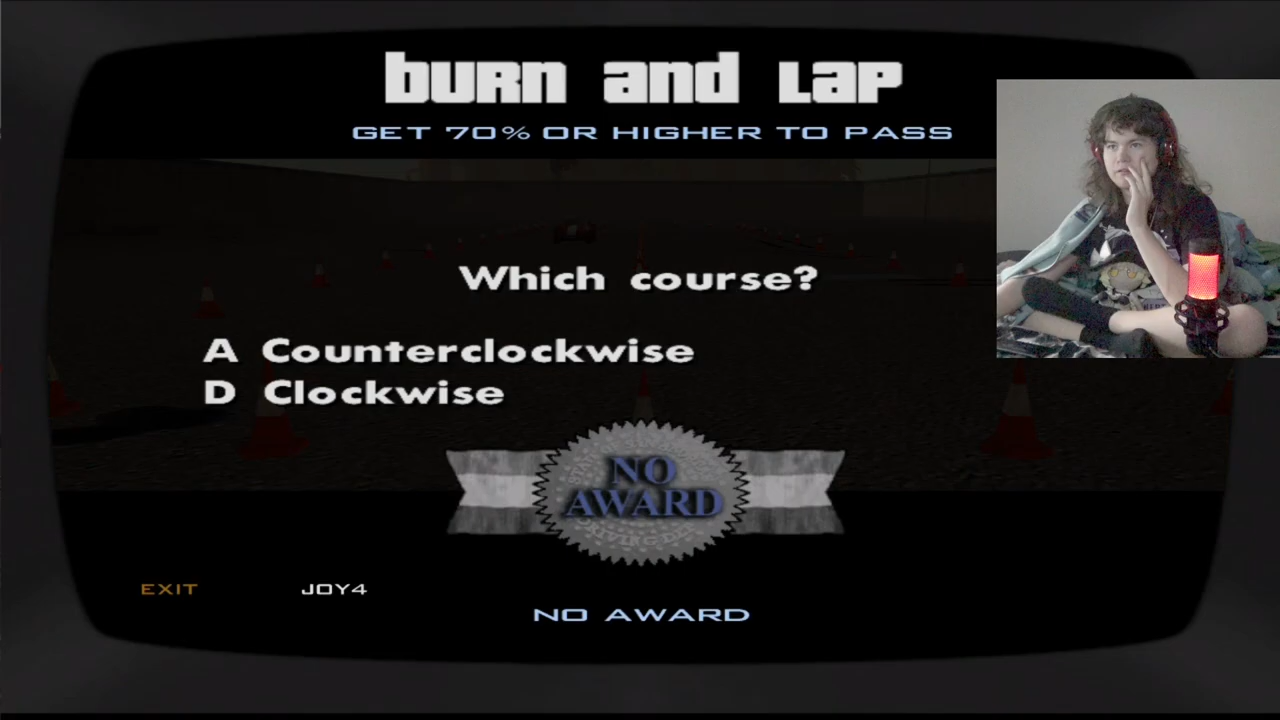 burn and lap
GET 70% OR HIGHER TO PASS
Which course?
A Counterclockwise
D Clockwise
NO
AWARD
EXIT JOY4
NO AWARD